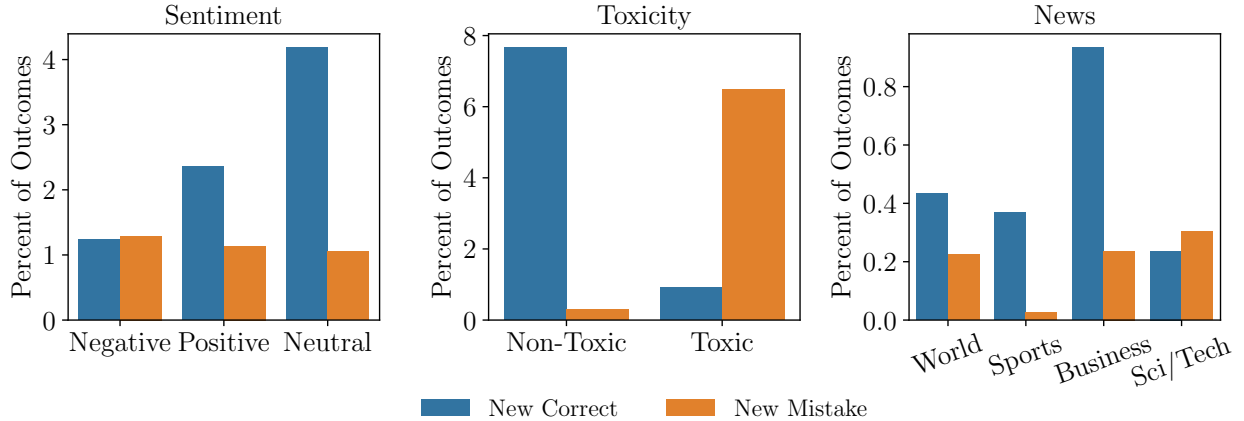 Sentiment
Percent of Outcomes
4
3
2
1
0
Negative Positive Neutral
Toxicity
Percent of Outcomes
8
6
4
2
0
Non-Toxic Toxic
News
Percent of Outcomes
0.8
0.6
0.4
0.2
0.0
World Sports Business Sci/Tech
New Correct New Mistake